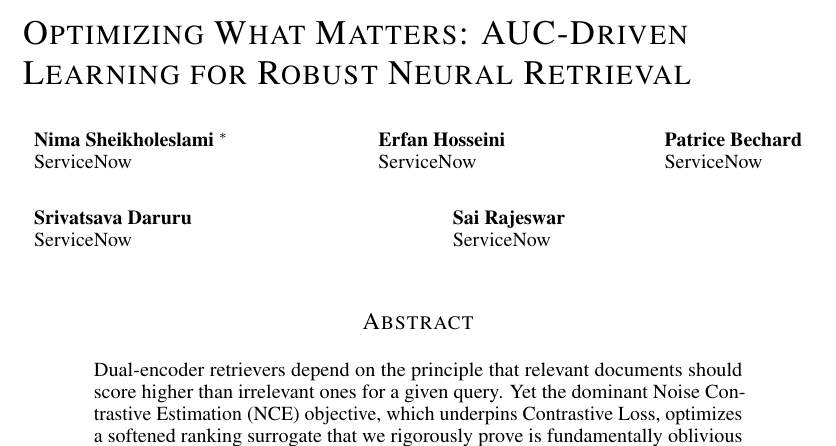 OPTIMIZING WHAT MATTERS: AUC-DRIVEN
LEARNING FOR ROBUST NEURAL RETRIEVAL
Nima Sheikholeslami * Erfan Hosseini Patrice Bechard
ServiceNow ServiceNow ServiceNow
Srivatsava Daruru Sai Rajeswar
ServiceNow ServiceNow
ABSTRACT
Dual-encoder retrievers depend on the principle that relevant documents should
score higher than irrelevant ones for a given query. Yet the dominant Noise Con-
trastive Estimation (NCE) objective, which underpins Contrastive Loss, optimizes
a softened ranking surrogate that we rigorously prove is fundamentally oblivious